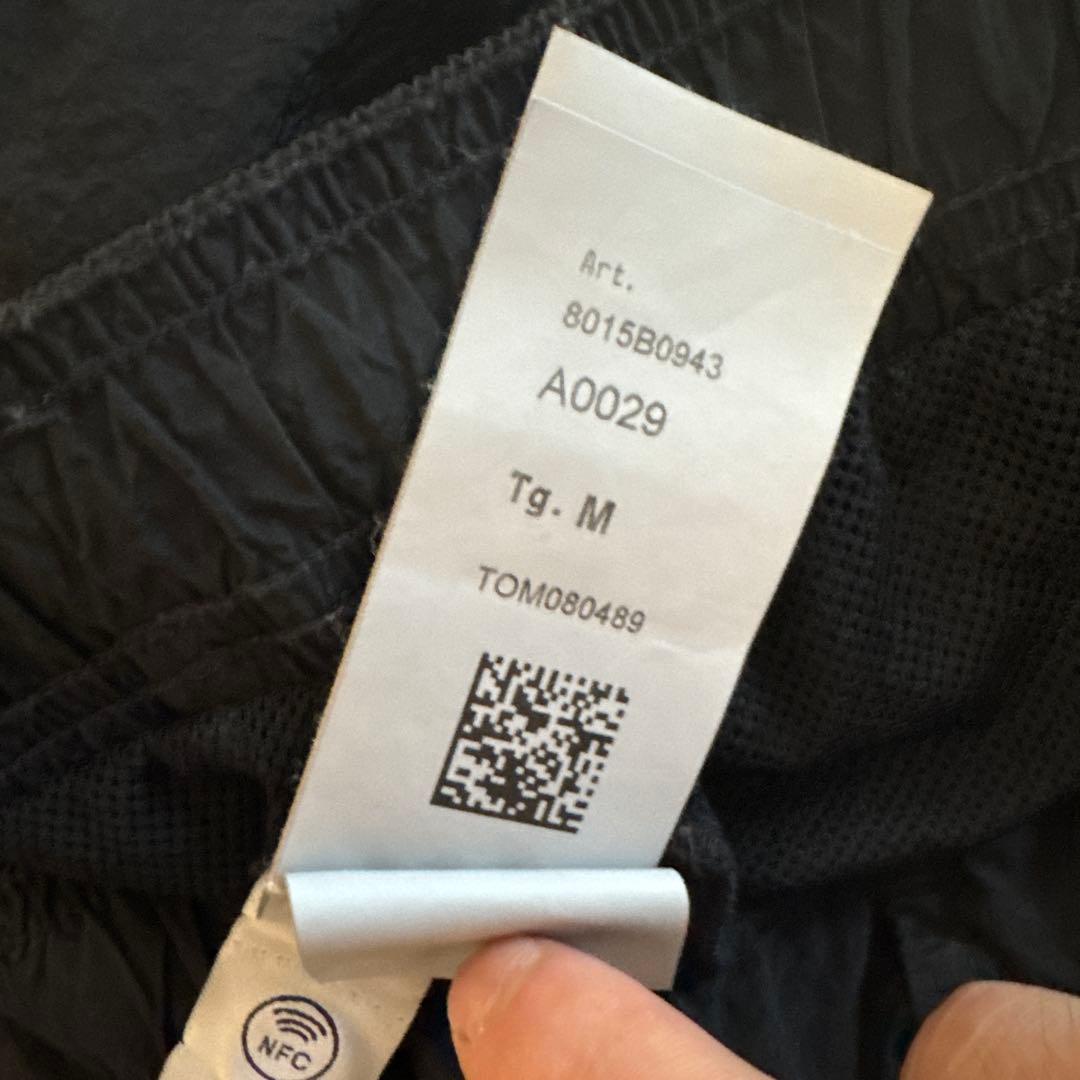 Art.
8015B0943
A0029
Tg. M
TOM080489
NFC